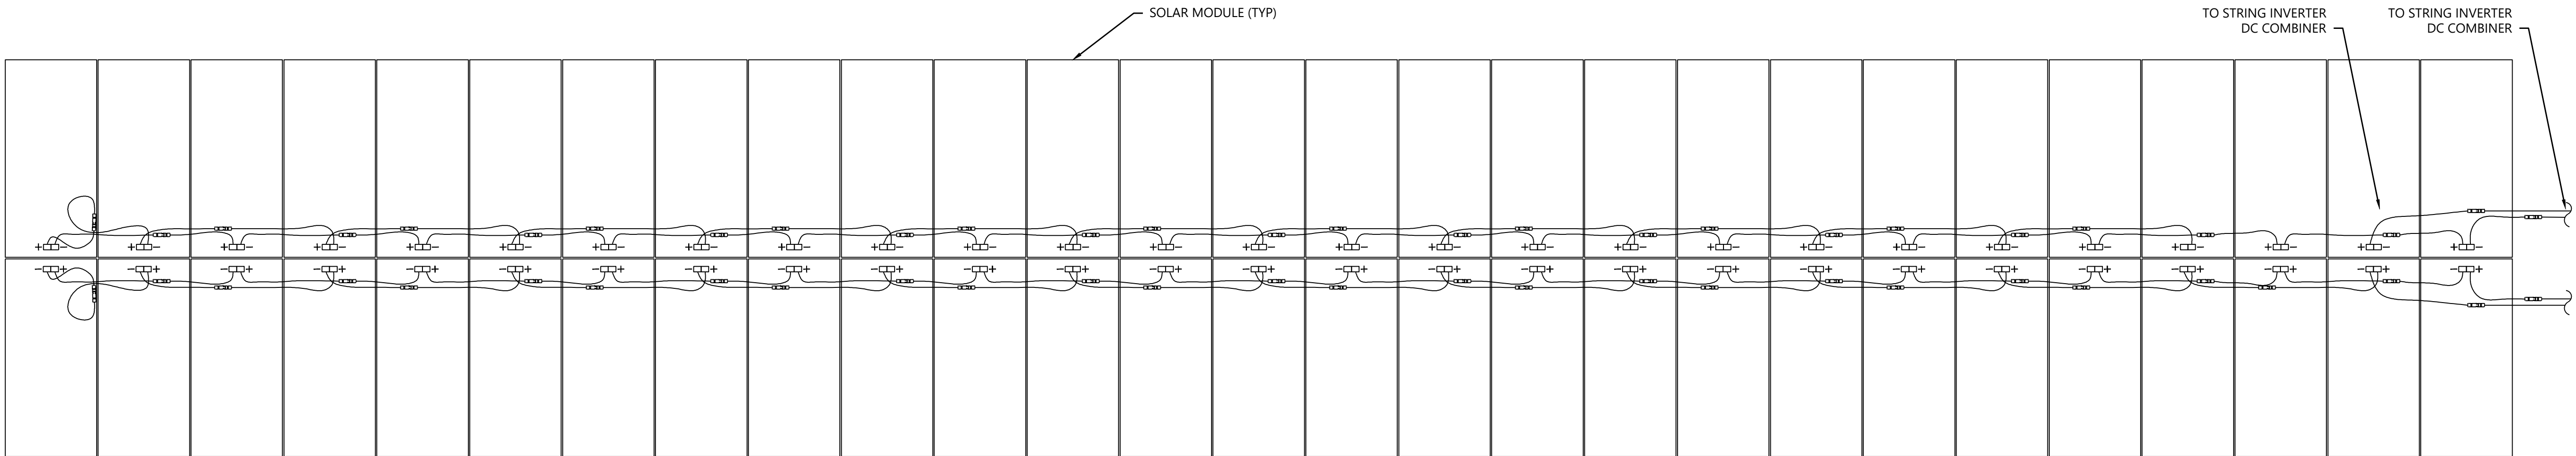 SOLAR MODULE (TYP)
TO STRING INVERTER
DC COMBINER
TO STRING INVERTER
DC COMBINER